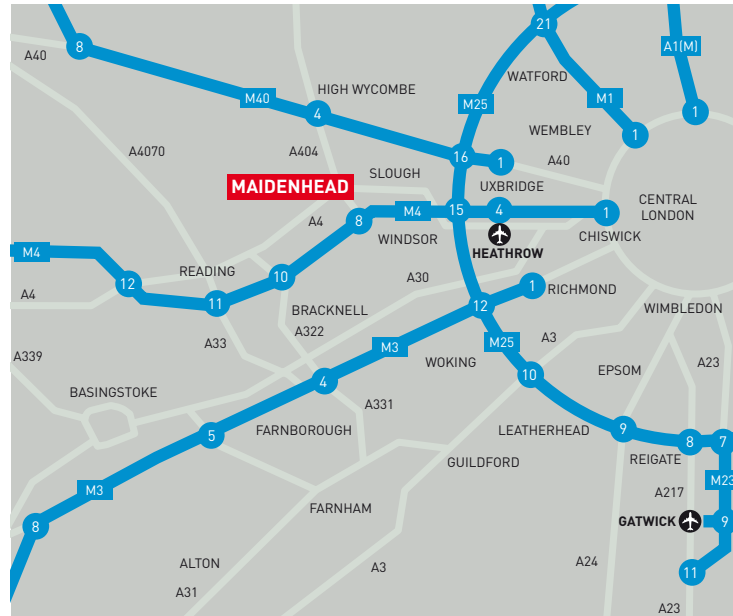 21
8
A1(M)
A40
WATFORD
HIGH WYCOMBE
M40
M25
M1
4
1
1
WEMBLEY
A4070
A404
16
1
A40
SLOUGH
MAIDENHEAD
UXBRIDGE
CENTRAL
LONDON
8
M4
15
4
1
A4
WINDSOR
CHISWICK
HEATHROW
M4
READING
A30
12
10
1
RICHMOND
A4
11
BRACKNELL
12
WIMBLEDON
A322
A33
M3
M25
A3
A339
WOKING
A23
4
10
EPSOM
BASINGSTOKE
A331
5
FARNBOROUGH
LEATHERHEAD
9
8
7
GUILDFORD
REIGATE
M3
M23
A217
FARNHAM
8
GATWICK
9
ALTON
A3
A24
11
A31
A23